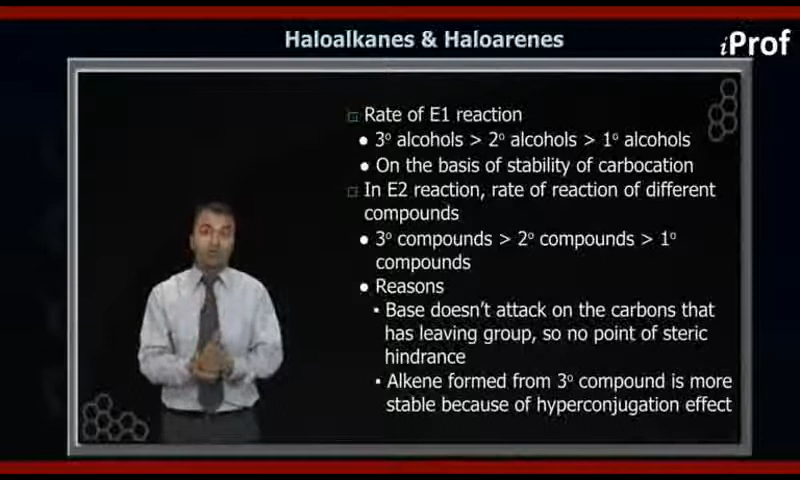 Haloalkanes & Haloarenes
iProf
□ Rate of E1 reaction
• 3° alcohols > 2° alcohols > 1° alcohols
• On the basis of stability of carbocation
□ In E2 reaction, rate of reaction of different
compounds
• 3° compounds > 2° compounds > 1°
compounds
• Reasons
▪ Base doesn't attack on the carbons that
has leaving group, so no point of steric
hindrance
▪ Alkene formed from 3° compound is more
stable because of hyperconjugation effect